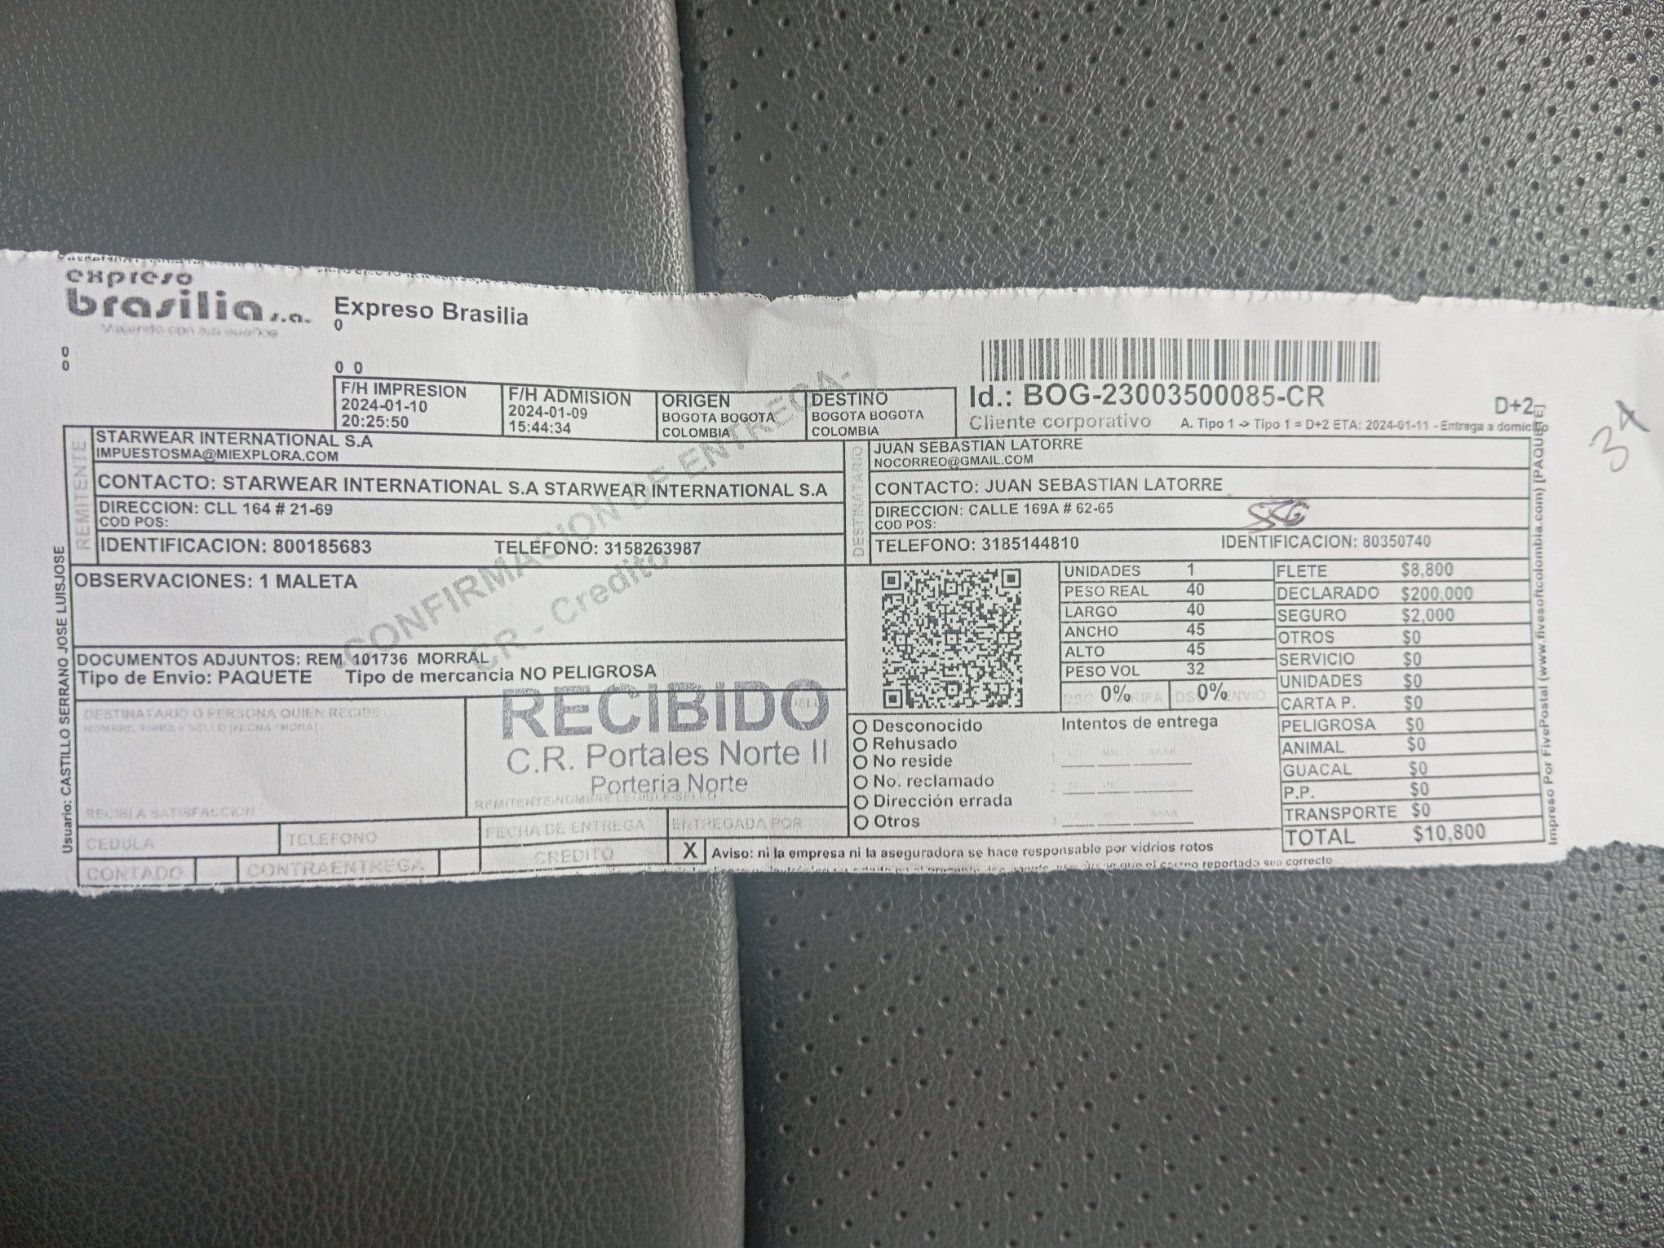 expreso
brasilia s.a.
Expreso Brasilia
0
0
0
0 0
F/H IMPRESION
2024-01-10
20:25:50
F/H ADMISION
2024-01-09
15:44:34
ORIGEN
BOGOTA BOGOTA
COLOMBIA
DESTINO
BOGOTA BOGOTA
COLOMBIA
Id.: BOG-23003500085-CR
D+2
Cliente corporativo
A. Tipo 1 -> Tipo 1 = D+2 ETA: 2024-01-11 - Entrega a domicilio
34
REMITENTE
STARWEAR INTERNATIONAL S.A
IMPUESTOSMA@MIEXPLORA.COM
CONTACTO: STARWEAR INTERNATIONAL S.A STARWEAR INTERNATIONAL S.A
DIRECCION: CLL 164 # 21-69
COD POS:
IDENTIFICACION: 800185683 TELEFONO: 3158263987
DESTINATARIO
JUAN SEBASTIAN LATORRE
NOCORREO@GMAIL.COM
CONTACTO: JUAN SEBASTIAN LATORRE
DIRECCION: CALLE 169A # 62-65
COD POS:
TELEFONO: 3185144810 IDENTIFICACION: 80350740
OBSERVACIONES: 1 MALETA
-CONFIRMACION DE ENTREGA-
CR - Credito
DOCUMENTOS ADJUNTOS: REM 101736 MORRAL
Tipo de Envio: PAQUETE Tipo de mercancia NO PELIGROSA
UNIDADES 1
PESO REAL 40
LARGO 40
ANCHO 45
ALTO 45
PESO VOL 32
0% 0%
FLETE $8,800
DECLARADO $200,000
SEGURO $2,000
OTROS $0
SERVICIO $0
UNIDADES $0
CARTA P. $0
PELIGROSA $0
ANIMAL $0
GUACAL $0
P.P. $0
TRANSPORTE $0
TOTAL $10,800
DESTINATARIO O PERSONA QUIEN RECIBE
RECIBI A SATISFACCION
RECIBIDO
C.R. Portales Norte II
Porteria Norte
Desconocido
Rehusado
No reside
No. reclamado
Dirección errada
Otros
Intentos de entrega
CEDULA
TELEFONO
FECHA DE ENTREGA
ENTREGADA POR
CONTADO
CONTRAENTREGA
CREDITO
X
Aviso: ni la empresa ni la aseguradora se hace responsable por vidrios rotos
reportado sea correcto
Usuario: CASTILLO SERRANO JOSE LUISJOSE
Impreso Por FivePostal (www.fivesoftcolombia.com) [PAQUETE]